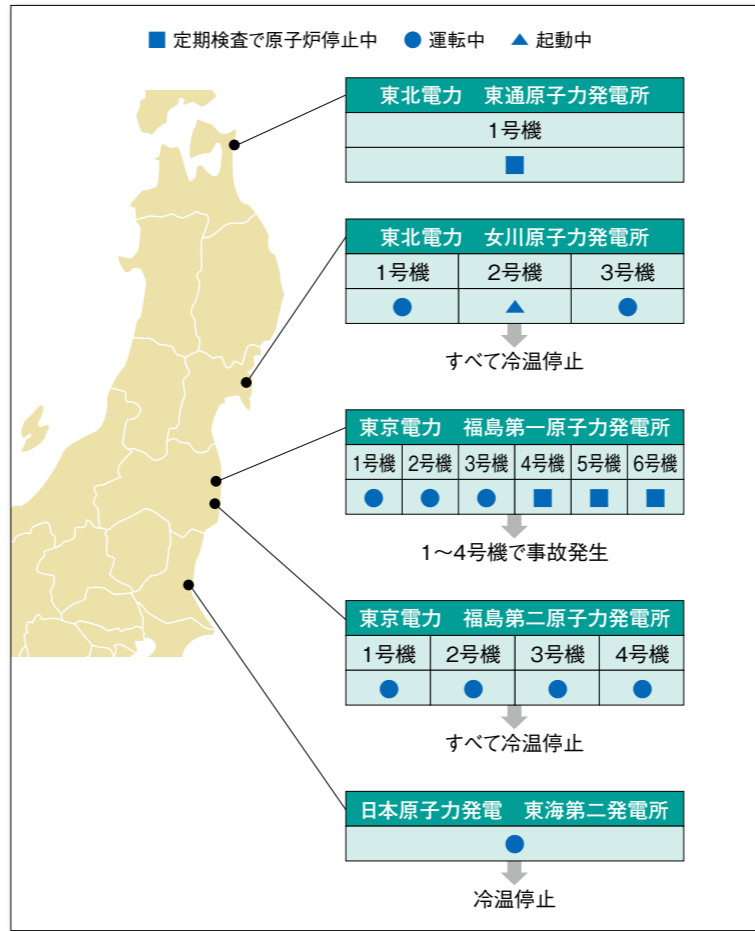 ■ 定期検査で原子炉停止中 ● 運転中 ▲ 起動中
東北電力 東通原子力発電所
1号機
■
東北電力 女川原子力発電所
1号機 2号機 3号機
● ▲ ●
すべて冷温停止
東京電力 福島第一原子力発電所
1号機 2号機 3号機 4号機 5号機 6号機
● ● ● ■ ■ ■
1～4号機で事故発生
東京電力 福島第二原子力発電所
1号機 2号機 3号機 4号機
● ● ● ●
すべて冷温停止
日本原子力発電 東海第二発電所
●
冷温停止